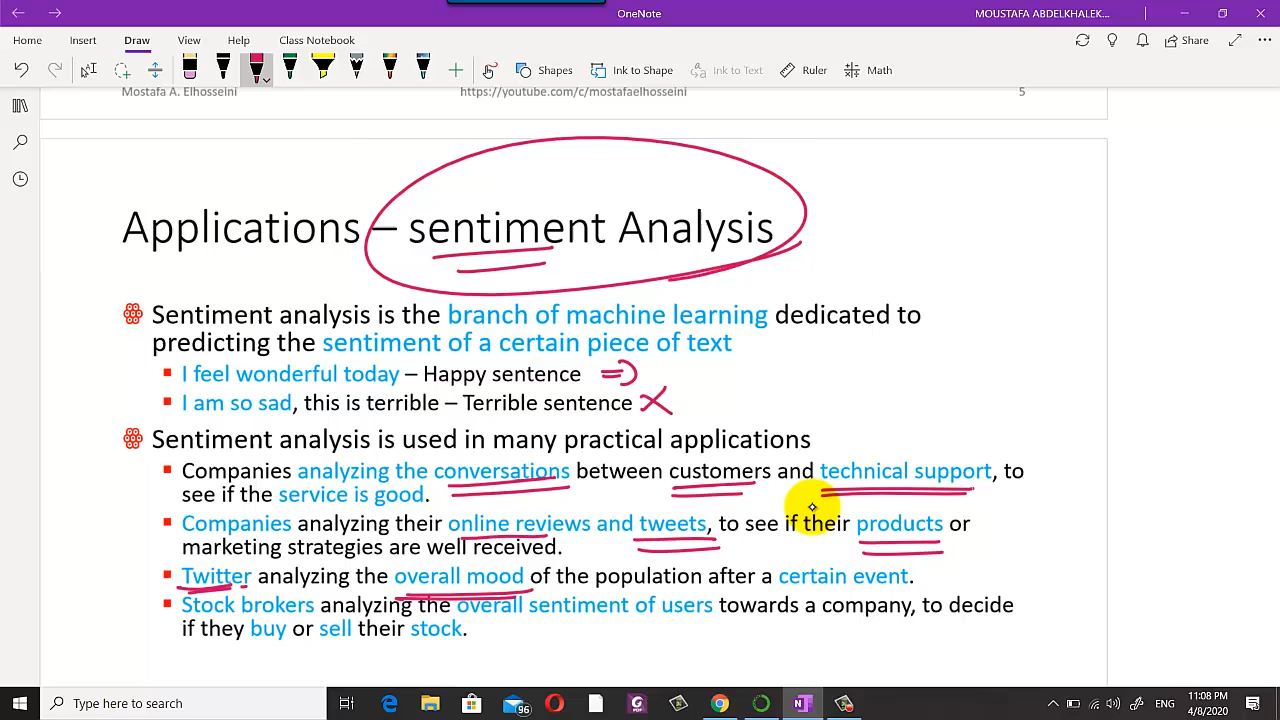 OneNote
MOUSTAFA ABDELKHALEK...
Home Insert Draw View Help Class Notebook
Share
Shapes Ink to Shape Ink to Text Ruler Math
Mostafa A. Elhosseini https://youtube.com/c/mostafaelhosseini 5
Applications – sentiment Analysis
Sentiment analysis is the branch of machine learning dedicated to
predicting the sentiment of a certain piece of text
I feel wonderful today – Happy sentence
I am so sad, this is terrible – Terrible sentence
Sentiment analysis is used in many practical applications
Companies analyzing the conversations between customers and technical support, to
see if the service is good.
Companies analyzing their online reviews and tweets, to see if their products or
marketing strategies are well received.
Twitter analyzing the overall mood of the population after a certain event.
Stock brokers analyzing the overall sentiment of users towards a company, to decide
if they buy or sell their stock.
Type here to search
96
ENG
11:08 PM
4/8/2020